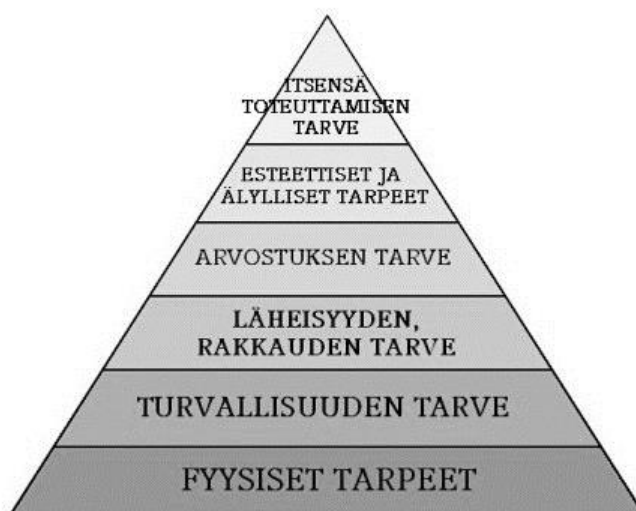 ITSENSÄ
TOTEUTTAMISEN
TARVE
ESTEETTISET JA
ÄLYLLISET TARPEET
ARVOSTUKSEN TARVE
LÄHEISYYDEN,
RAKKAUDEN TARVE
TURVALLISUUDEN TARVE
FYYSISET TARPEET